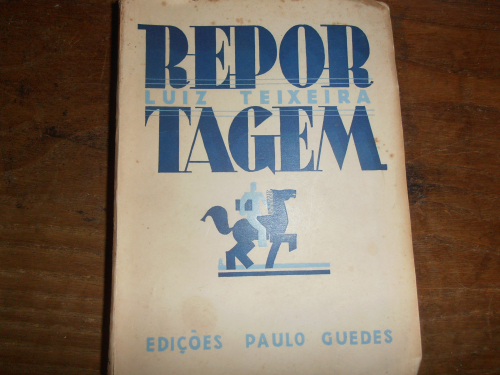 REPOR
LUIZ TEIXEIRA
TAGEM
EDIÇÕES PAULO GUEDES